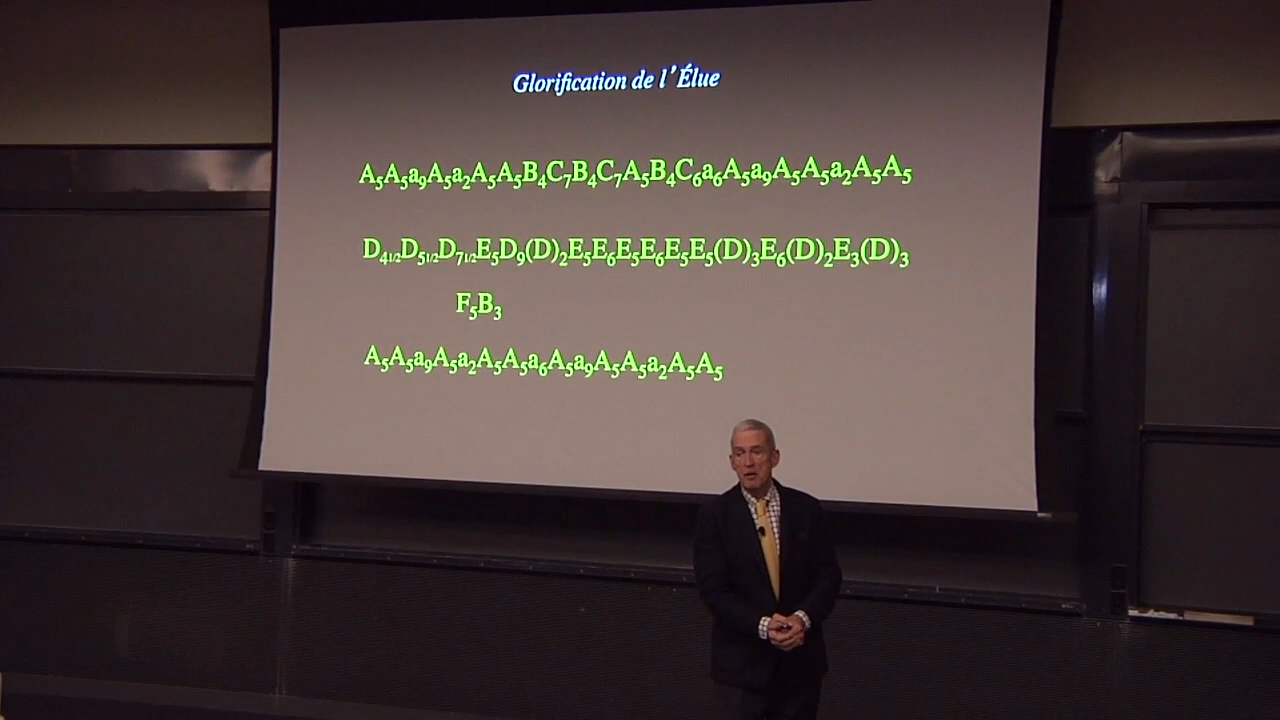 Glorification de l'Élue
A₅A₅a₉A₅a₂A₅A₅B₄C₇B₄C₇A₅B₄C₆a₆A₅a₉A₅A₅a₂A₅A₅
D₄½D₅½D₇½E₅D₉(D)₂E₅E₆E₅E₆E₅E₅(D)₃E₆(D)₂E₃(D)₃
F₅B₃
A₅A₅a₉A₅a₂A₅A₅a₆A₅a₉A₅A₅a₂A₅A₅